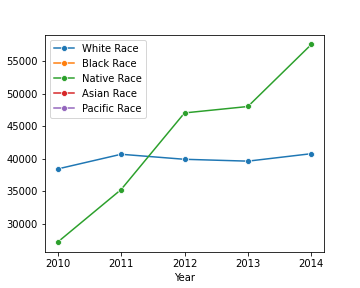 White Race
Black Race
Native Race
Asian Race
Pacific Race
55000
50000
45000
40000
35000
30000
2010 2011 2012 2013 2014
Year